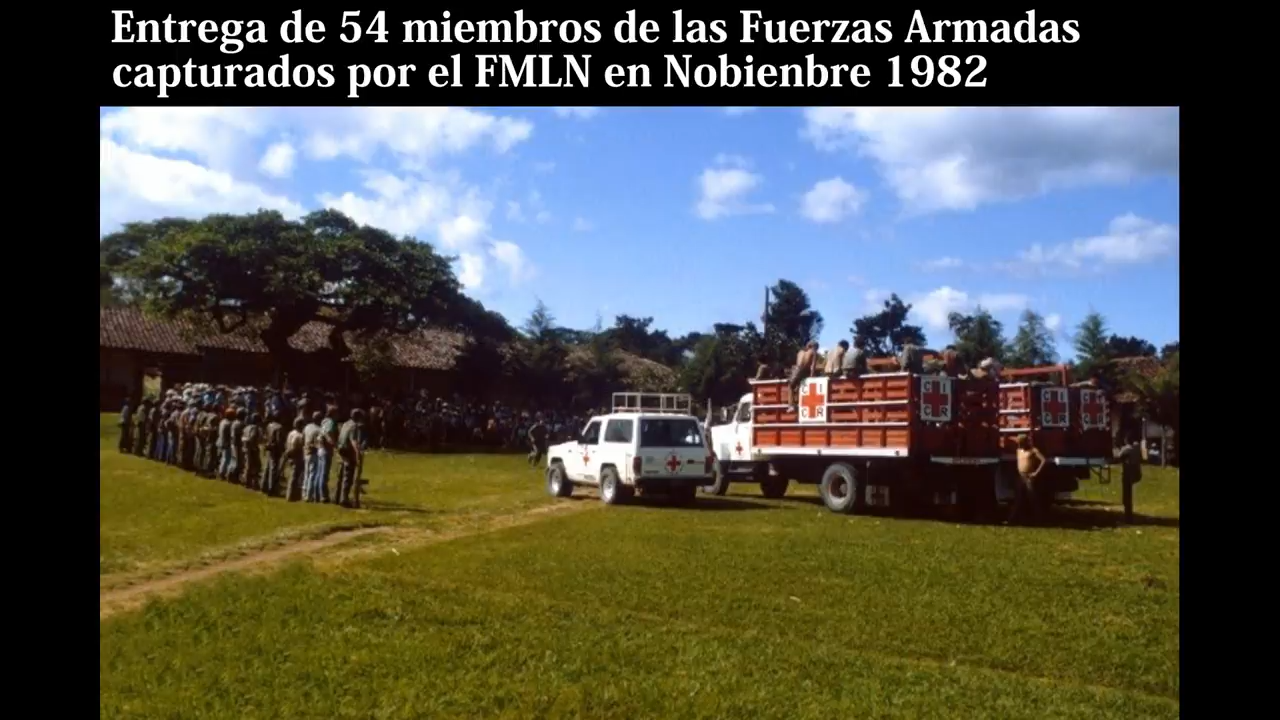 Entrega de 54 miembros de las Fuerzas Armadas
capturados por el FMLN en Nobienbre 1982
C I
C R
C I
C R